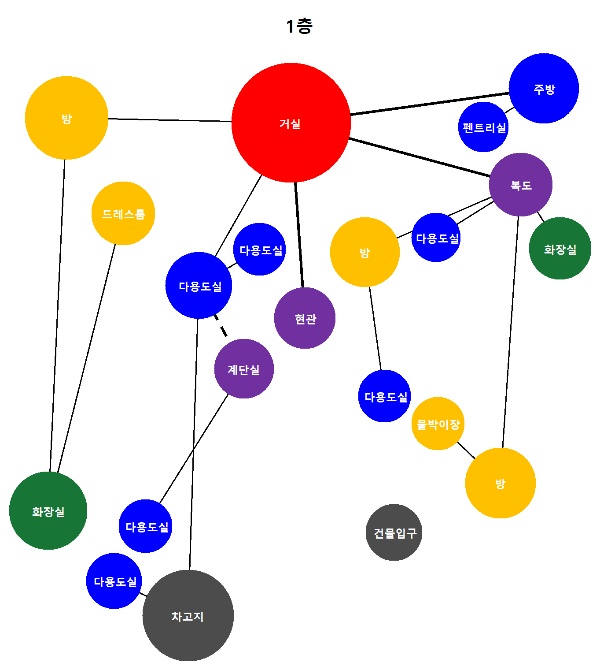 1층
주방
방
거실
펜트리실
복도
드레스룸
다용도실
화장실
다용도실
방
다용도실
현관
계단실
다용도실
붙박이장
방
화장실
다용도실
건물입구
다용도실
차고지